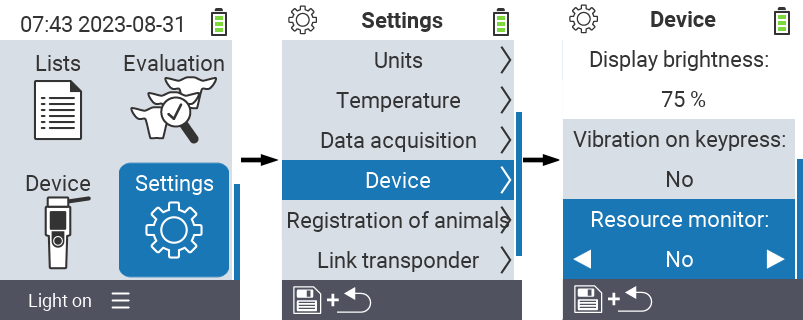 07:43 2023-08-31
Lists
Evaluation
Device
Settings
Light on
Settings
Units
Temperature
Data acquisition
Device
Registration of animals
Link transponder
+
Device
Display brightness:
75 %
Vibration on keypress:
No
Resource monitor:
No
+